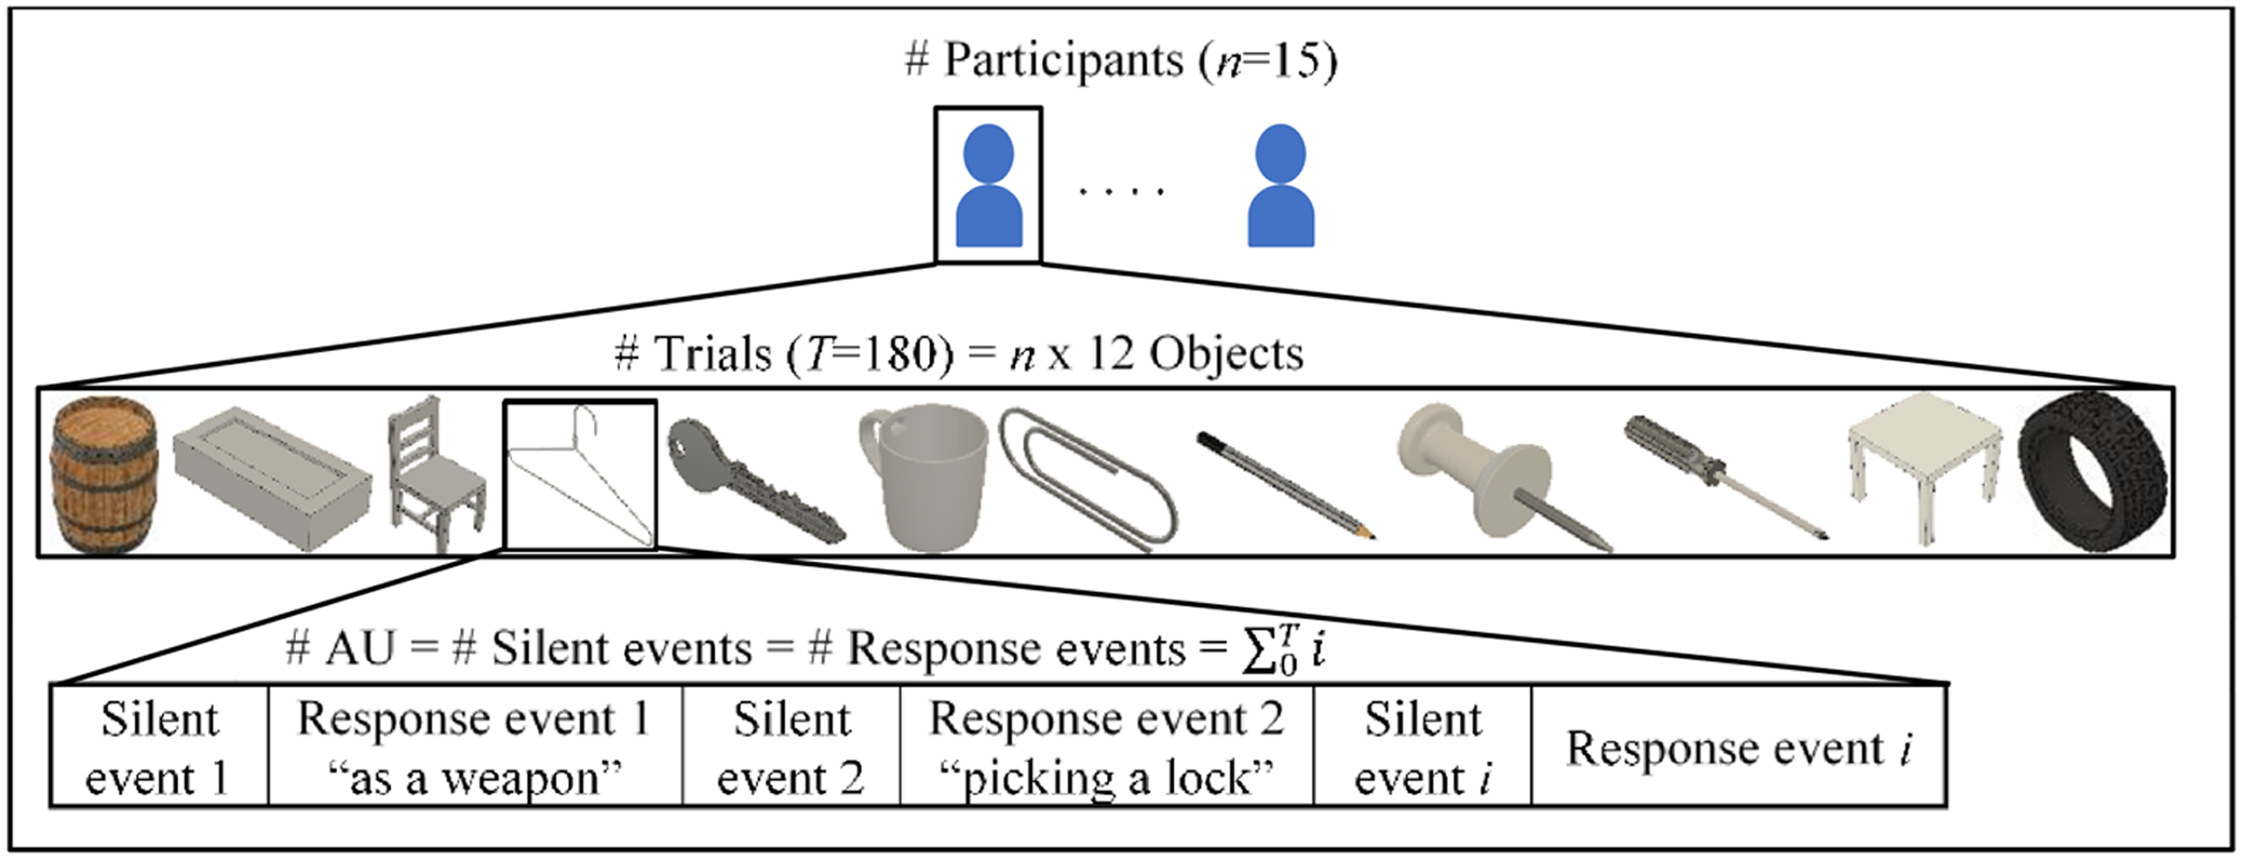 # Participants (n=15)
. . . .
# Trials (T=180) = n x 12 Objects
# AU = # Silent events = # Response events = ∑₀ᵀ i
Silent
event 1
Response event 1
“as a weapon”
Silent
event 2
Response event 2
“picking a lock”
Silent
event i
Response event i